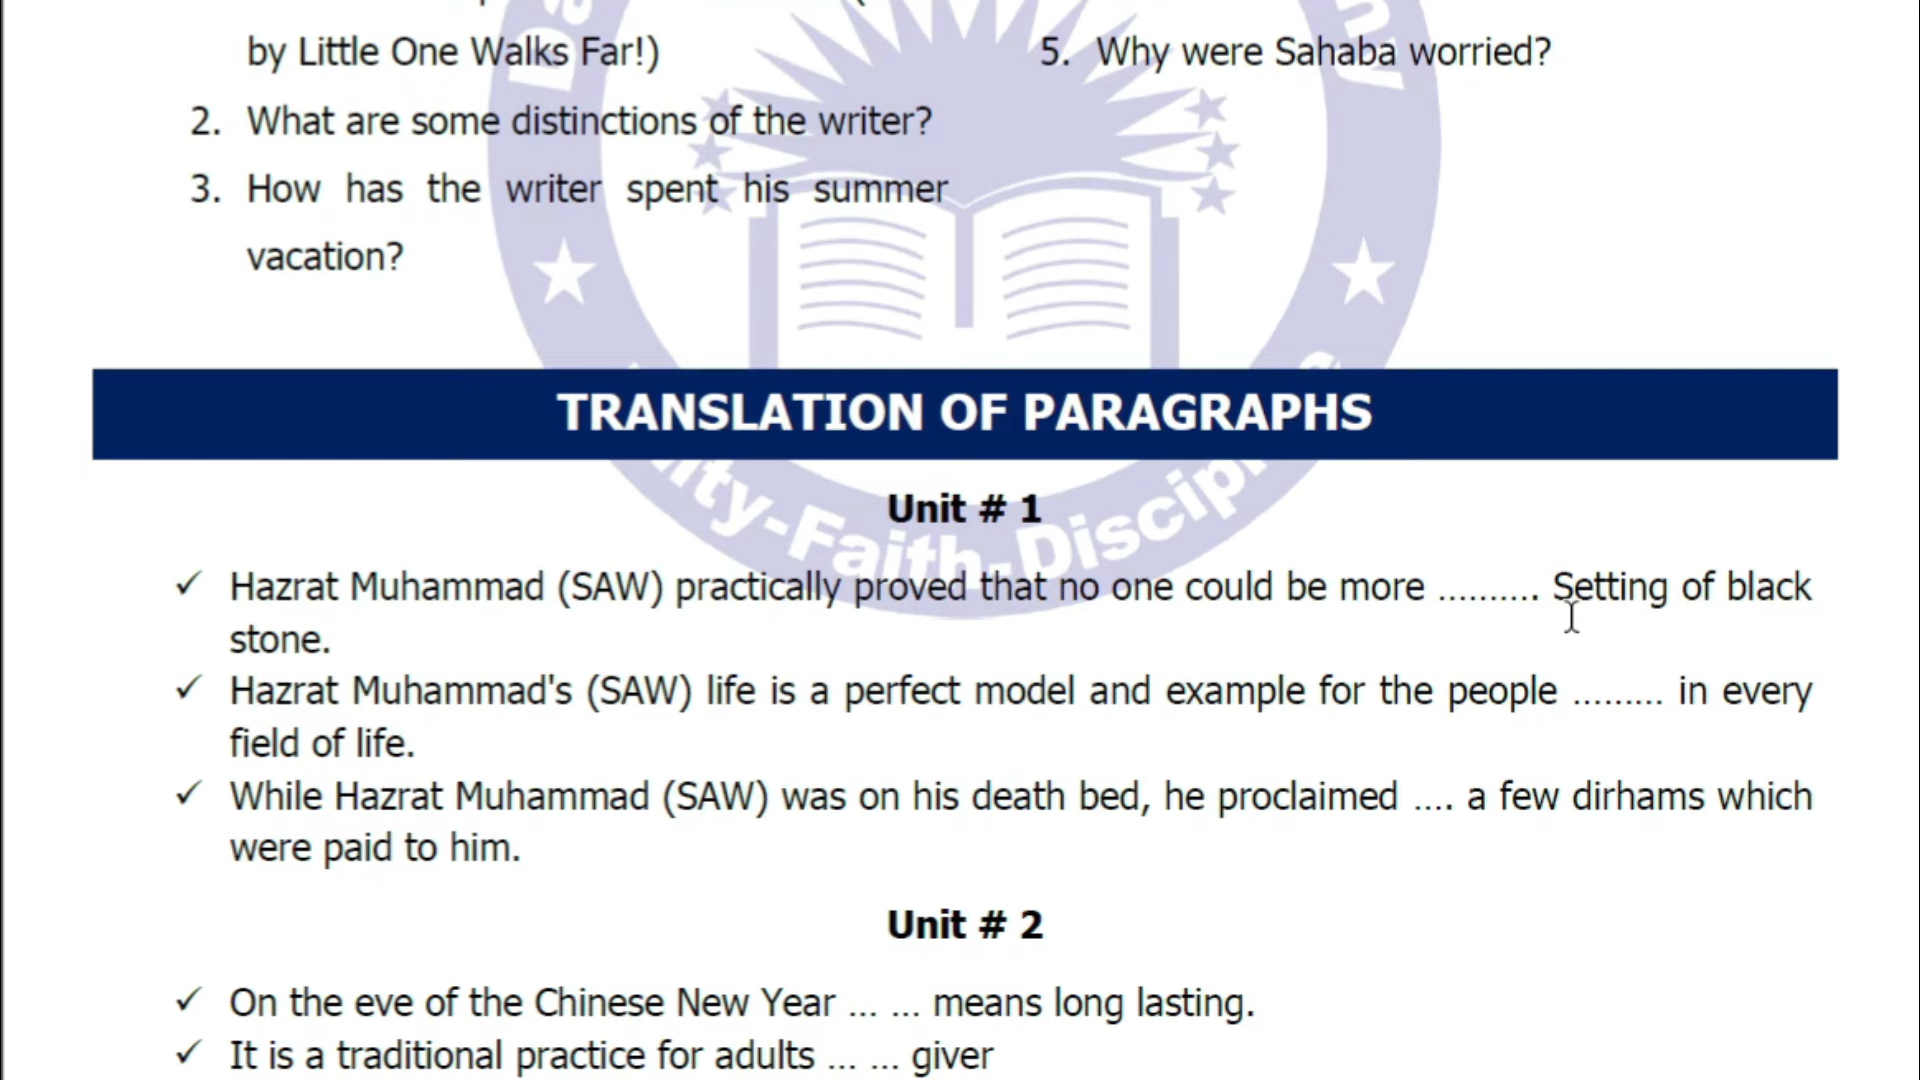 by Little One Walks Far!)
2. What are some distinctions of the writer?
3. How has the writer spent his summer
vacation?
5. Why were Sahaba worried?
TRANSLATION OF PARAGRAPHS
Unit # 1
✓ Hazrat Muhammad (SAW) practically proved that no one could be more .......... Setting of black
stone.
✓ Hazrat Muhammad's (SAW) life is a perfect model and example for the people ......... in every
field of life.
✓ While Hazrat Muhammad (SAW) was on his death bed, he proclaimed .... a few dirhams which
were paid to him.
Unit # 2
✓ On the eve of the Chinese New Year ... ... means long lasting.
✓ It is a traditional practice for adults ... ... giver